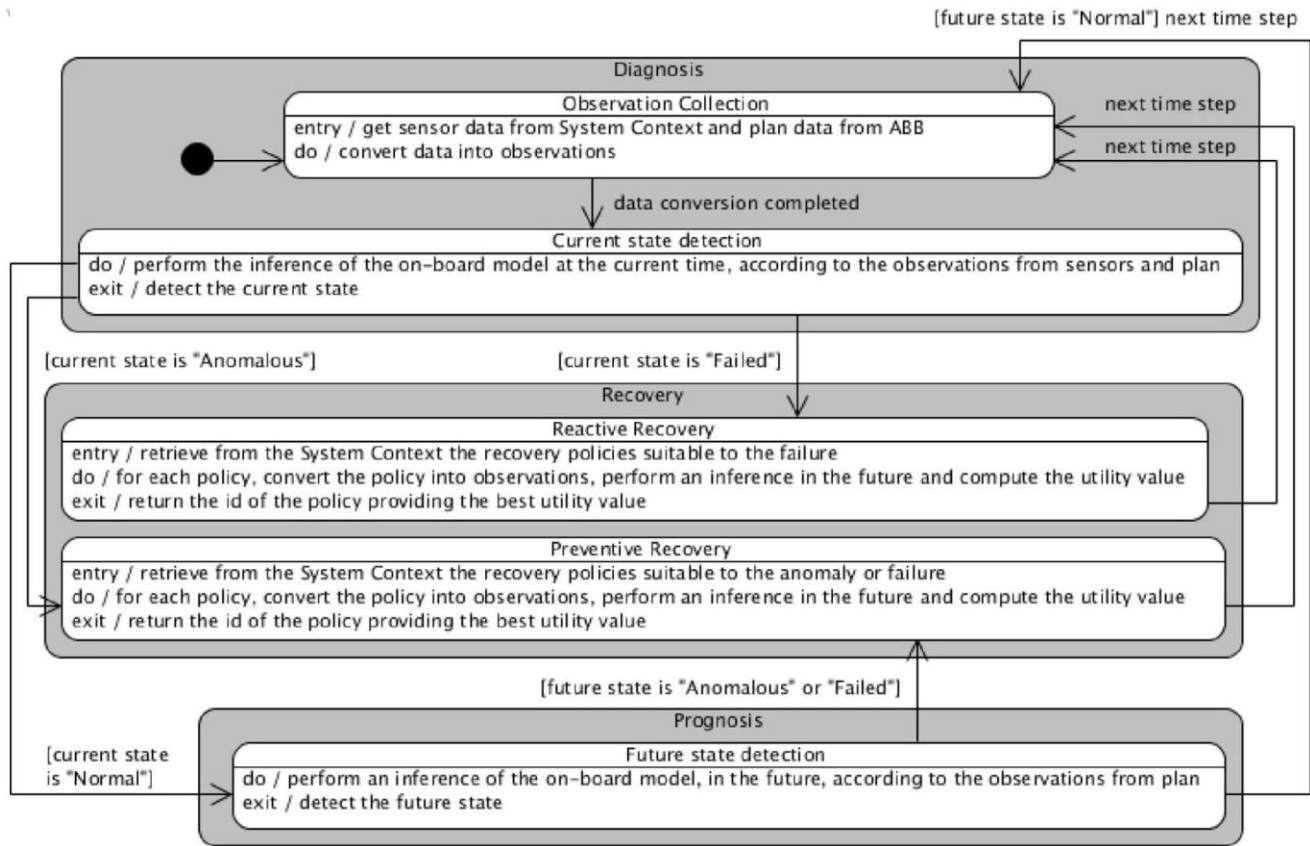 [future state is "Normal"] next time step
Diagnosis
Observation Collection
entry / get sensor data from System Context and plan data from ABB
do / convert data into observations
next time step
next time step
data conversion completed
Current state detection
do / perform the inference of the on-board model at the current time, according to the observations from sensors and plan
exit / detect the current state
[current state is "Anomalous"]
[current state is "Failed"]
Recovery
Reactive Recovery
entry / retrieve from the System Context the recovery policies suitable to the failure
do / for each policy, convert the policy into observations, perform an inference in the future and compute the utility value
exit / return the id of the policy providing the best utility value
Preventive Recovery
entry / retrieve from the System Context the recovery policies suitable to the anomaly or failure
do / for each policy, convert the policy into observations, perform an inference in the future and compute the utility value
exit / return the id of the policy providing the best utility value
[future state is "Anomalous" or "Failed"]
Prognosis
[current state
is "Normal"]
Future state detection
do / perform an inference of the on-board model, in the future, according to the observations from plan
exit / detect the future state